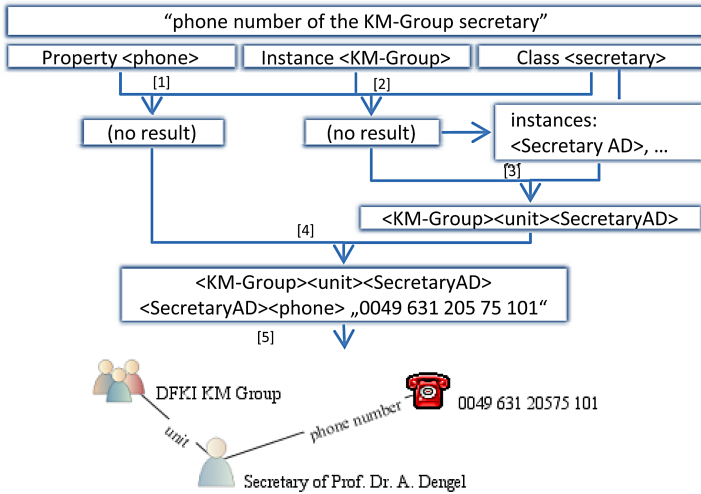 “phone number of the KM-Group secretary”
Property <phone>
Instance <KM-Group>
Class <secretary>
[1]
[2]
(no result)
(no result)
instances:
<Secretary AD>, ...
[3]
<KM-Group><unit><SecretaryAD>
[4]
<KM-Group><unit><SecretaryAD>
<SecretaryAD><phone> „0049 631 205 75 101“
[5]
DFKI KM Group
unit
phone number
0049 631 20575 101
Secretary of Prof. Dr. A. Dengel